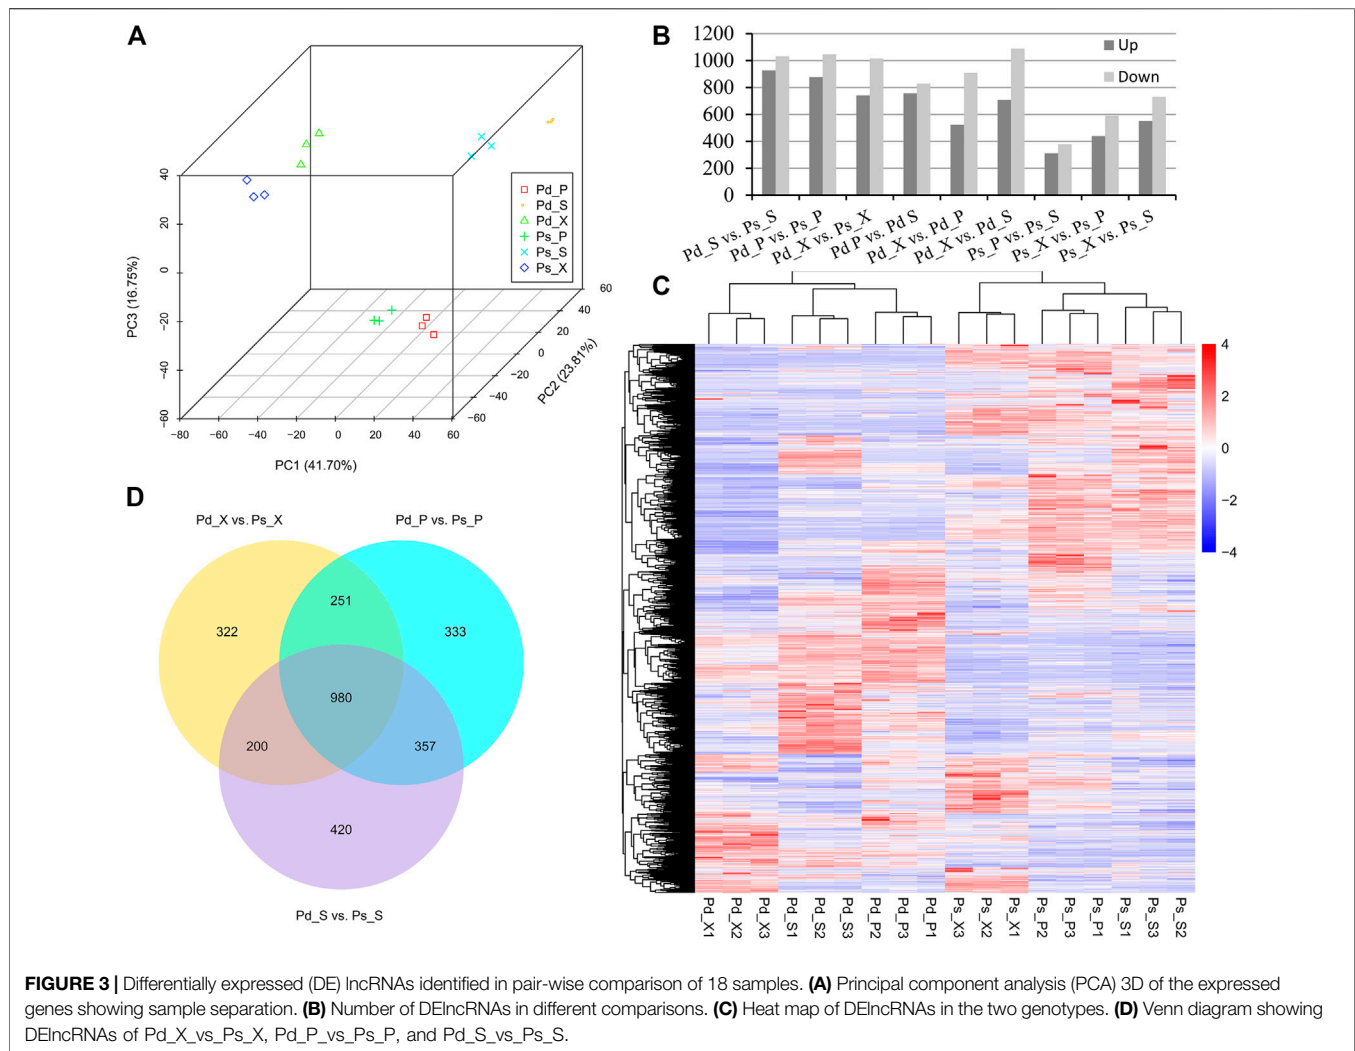 A
40
20
0
−20
−40
−60
PC3 (16.75%)
−80
−60
−40
−20
0
20
40
60
PC1 (41.70%)
60
40
20
0
−20
−40
−60
PC2 (23.81%)
Pd_P
Pd_S
Pd_X
Ps_P
Ps_S
Ps_X
B
1200
1000
800
600
400
200
0
Up
Down
Pd_S vs. Ps_S
Pd_P vs. Ps_P
Pd_X vs. Ps_X
Pd P vs. Pd S
Pd_X vs. Pd_P
Pd_X vs. Pd_S
Ps_P vs. Ps_S
Ps_X vs. Ps_P
Ps_X vs. Ps_S
C
4
2
0
−2
−4
Pd_X1
Pd_X2
Pd_X3
Pd_S1
Pd_S2
Pd_S3
Pd_P2
Pd_P3
Pd_P1
Ps_X3
Ps_X2
Ps_X1
Ps_P2
Ps_P3
Ps_P1
Ps_S1
Ps_S3
Ps_S2
D
Pd_X vs. Ps_X
Pd_P vs. Ps_P
251
322
333
980
200
357
420
Pd_S vs. Ps_S
FIGURE 3 | Differentially expressed (DE) lncRNAs identified in pair-wise comparison of 18 samples. (A) Principal component analysis (PCA) 3D of the expressed
genes showing sample separation. (B) Number of DElncRNAs in different comparisons. (C) Heat map of DElncRNAs in the two genotypes. (D) Venn diagram showing
DElncRNAs of Pd_X_vs_Ps_X, Pd_P_vs_Ps_P, and Pd_S_vs_Ps_S.